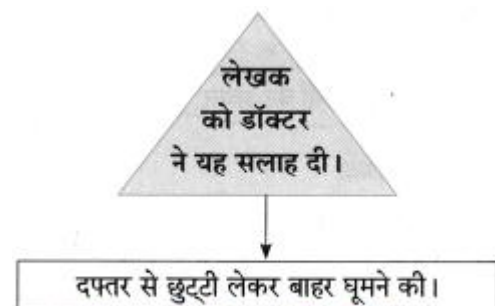 लेखक
को डॉक्टर
ने यह सलाह दी।
दफ्तर से छुट्टी लेकर बाहर घूमने की।